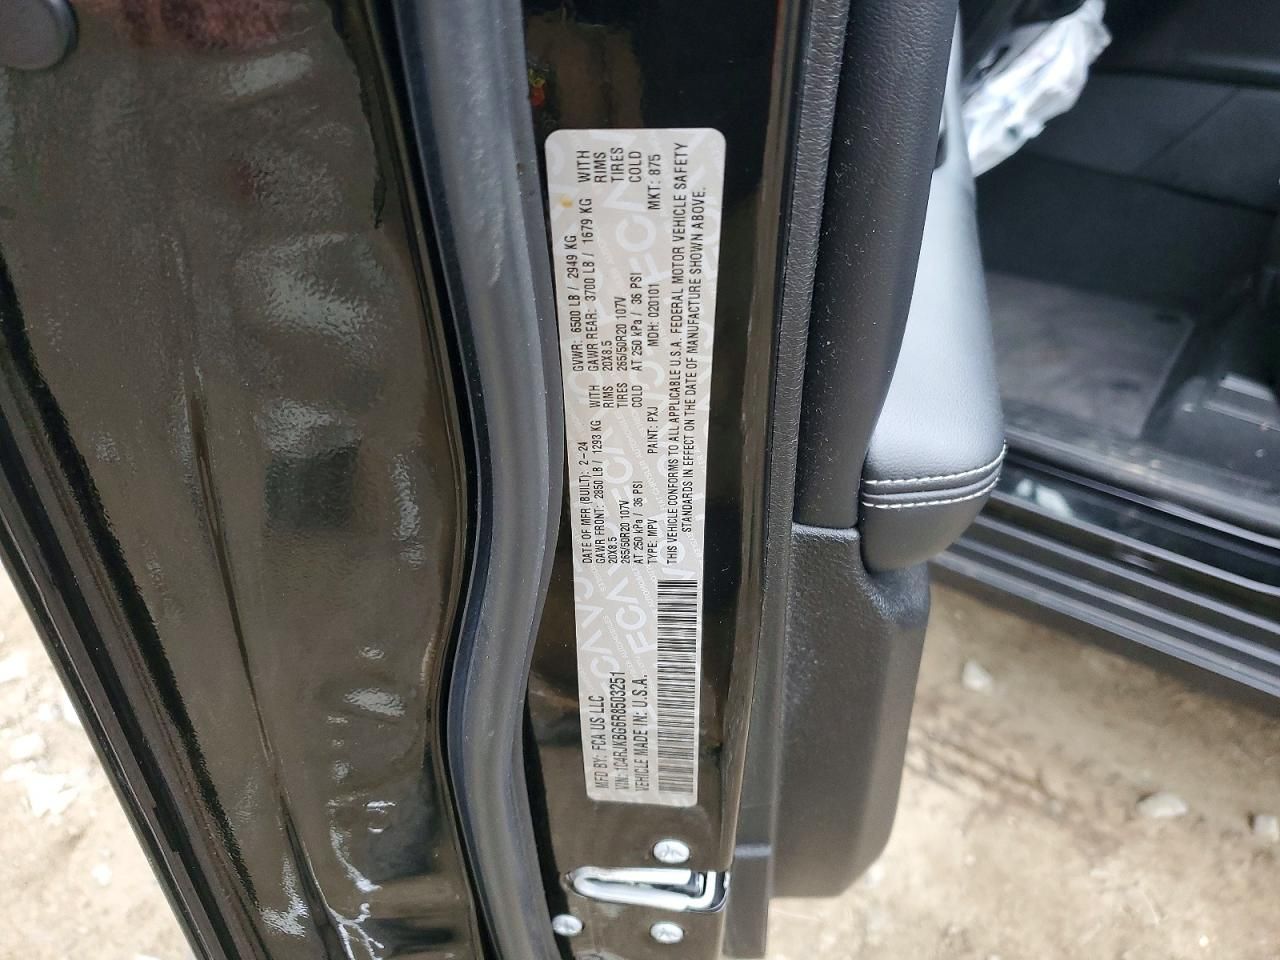 MFD BY: FCA US LLC
DATE OF MFR (BUILT): 2-24
GVWR: 6500 LB / 2949 KG
VIN: 1C4RJKBG6R8503251
GAWR FRONT: 2850 LB / 1293 KG WITH
GAWR REAR: 3700 LB / 1679 KG WITH
20X8.5 RIMS
20X8.5 RIMS
265/50R20 107V TIRES
265/50R20 107V TIRES
AT 250 kPa / 36 PSI COLD
AT 250 kPa / 36 PSI COLD
VEHICLE MADE IN: U.S.A.
TYPE: MPV PAINT: PXJ MDH: 020101 MKT: 875
THIS VEHICLE CONFORMS TO ALL APPLICABLE U.S.A. FEDERAL MOTOR VEHICLE SAFETY
STANDARDS IN EFFECT ON THE DATE OF MANUFACTURE SHOWN ABOVE.